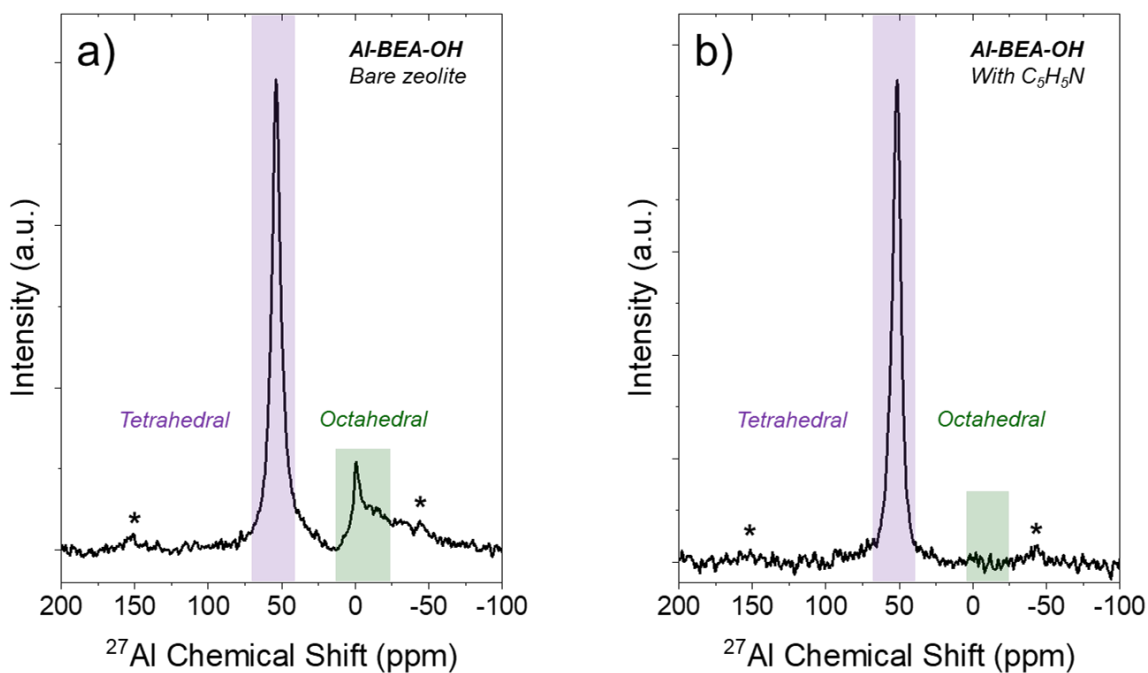 a)
Al-BEA-OH
Bare zeolite
Intensity (a.u.)
Tetrahedral
Octahedral
*
*
200 150 100 50 0 -50 -100
²⁷Al Chemical Shift (ppm)
b)
Al-BEA-OH
With C₅H₅N
Intensity (a.u.)
Tetrahedral
Octahedral
*
*
200 150 100 50 0 -50 -100
²⁷Al Chemical Shift (ppm)